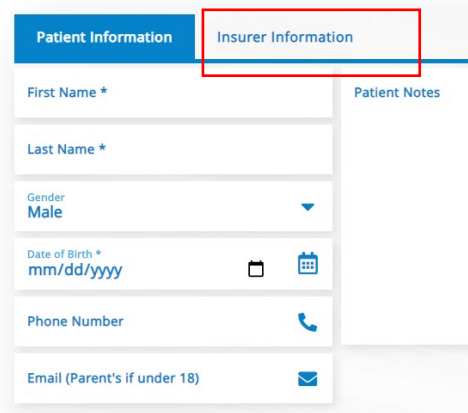 Patient Information
Insurer Information
First Name *
Patient Notes
Last Name *
Gender
Male
Date of Birth *
mm/dd/yyyy
Phone Number
Email (Parent's if under 18)